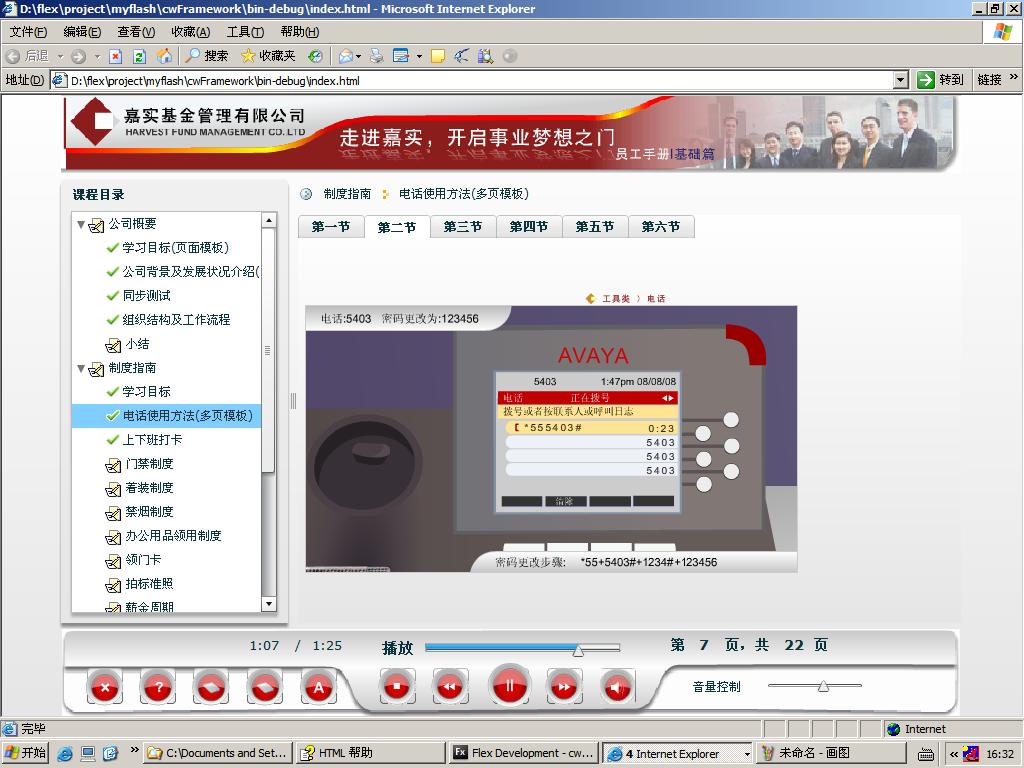 D:\flex\project\myflash\cwFramework\bin-debug\index.html - Microsoft Internet Explorer
文件(F) 编辑(E) 查看(V) 收藏(A) 工具(T) 帮助(H)
后退 搜索 收藏夹
地址(D) D:\flex\project\myflash\cwFramework\bin-debug\index.html 转到 链接 »
嘉实基金管理有限公司
HARVEST FUND MANAGEMENT CO. LTD
走进嘉实，开启事业梦想之门
员工手册|基础篇
课程目录
公司概要
学习目标(页面模板)
公司背景及发展状况介绍(
同步测试
组织结构及工作流程
小结
制度指南
学习目标
电话使用方法(多页模板)
上下班打卡
门禁制度
着装制度
禁烟制度
办公用品领用制度
领门卡
拍标准照
薪金周期
制度指南 电话使用方法(多页模板)
第一节 第二节 第三节 第四节 第五节 第六节
工具类 〉 电话
电话:5403 密码更改为:123456
AVAYA
5403 1:47pm 08/08/08
电话 正在拨号
拨号或者按联系人或呼叫日志
*555403# 0:23
5403
5403
5403
清除
密码更改步骤: *55+5403#+1234#+123456
1:07 / 1:25 播放 第 7 页，共 22 页
? A
音量控制
完毕 Internet
开始 » C:\Documents and Set... HTML 帮助 Flex Development - cw... 4 Internet Explorer 未命名 - 画图 « 16:32